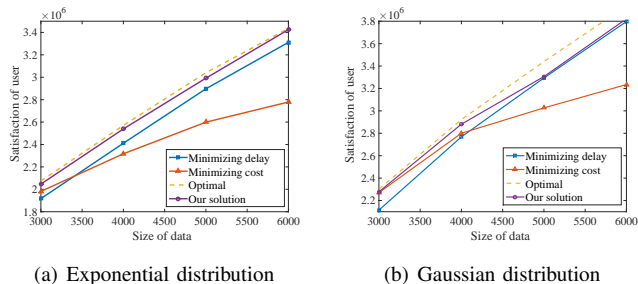 ×10⁶
3.4
3.2
3
2.8
2.6
2.4
2.2
2
1.8
Satisfaction of user
3000 3500 4000 4500 5000 5500 6000
Size of data
Minimizing delay
Minimizing cost
Optimal
Our solution
(a) Exponential distribution
×10⁶
3.8
3.6
3.4
3.2
3
2.8
2.6
2.4
2.2
Satisfaction of user
3000 3500 4000 4500 5000 5500 6000
Size of data
Minimizing delay
Minimizing cost
Optimal
Our solution
(b) Gaussian distribution